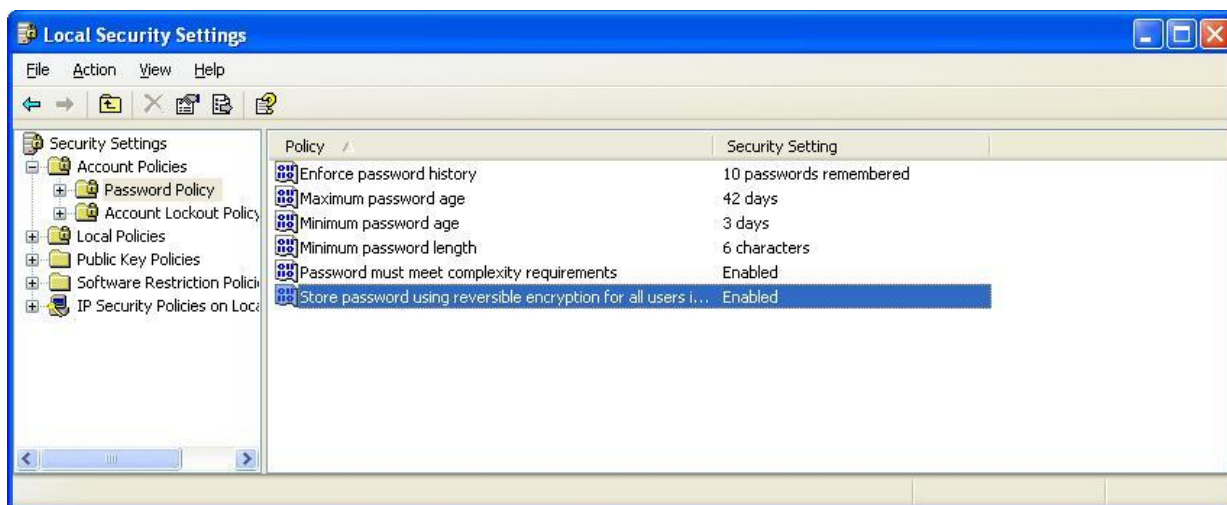 Local Security Settings
File Action View Help
Security Settings
Account Policies
Password Policy
Account Lockout Policy
Local Policies
Public Key Policies
Software Restriction Polici
IP Security Policies on Loca
Policy Security Setting
Enforce password history 10 passwords remembered
Maximum password age 42 days
Minimum password age 3 days
Minimum password length 6 characters
Password must meet complexity requirements Enabled
Store password using reversible encryption for all users i... Enabled